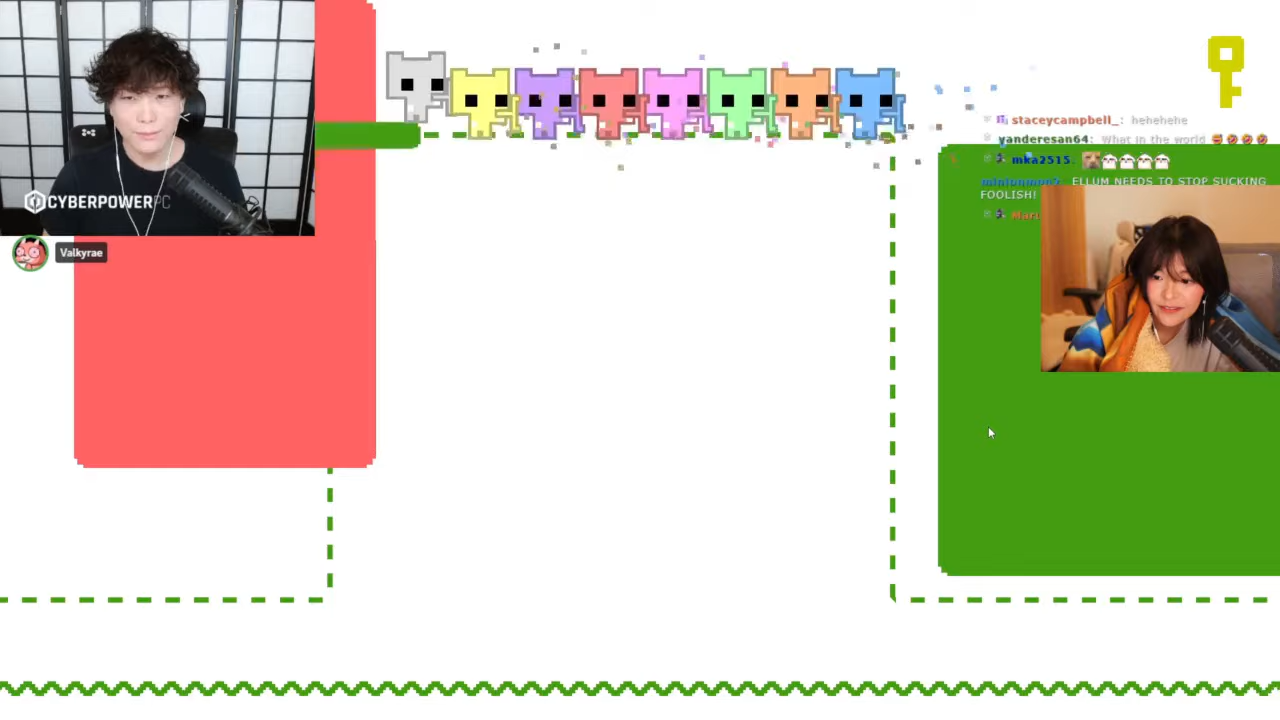 CYBERPOWERPC
Valkyrae
staceycampbell_: hehehehe
yanderesan64: What in the world
mka2515:
ELLUM NEEDS TO STOP SUCKING
FOOLISH!